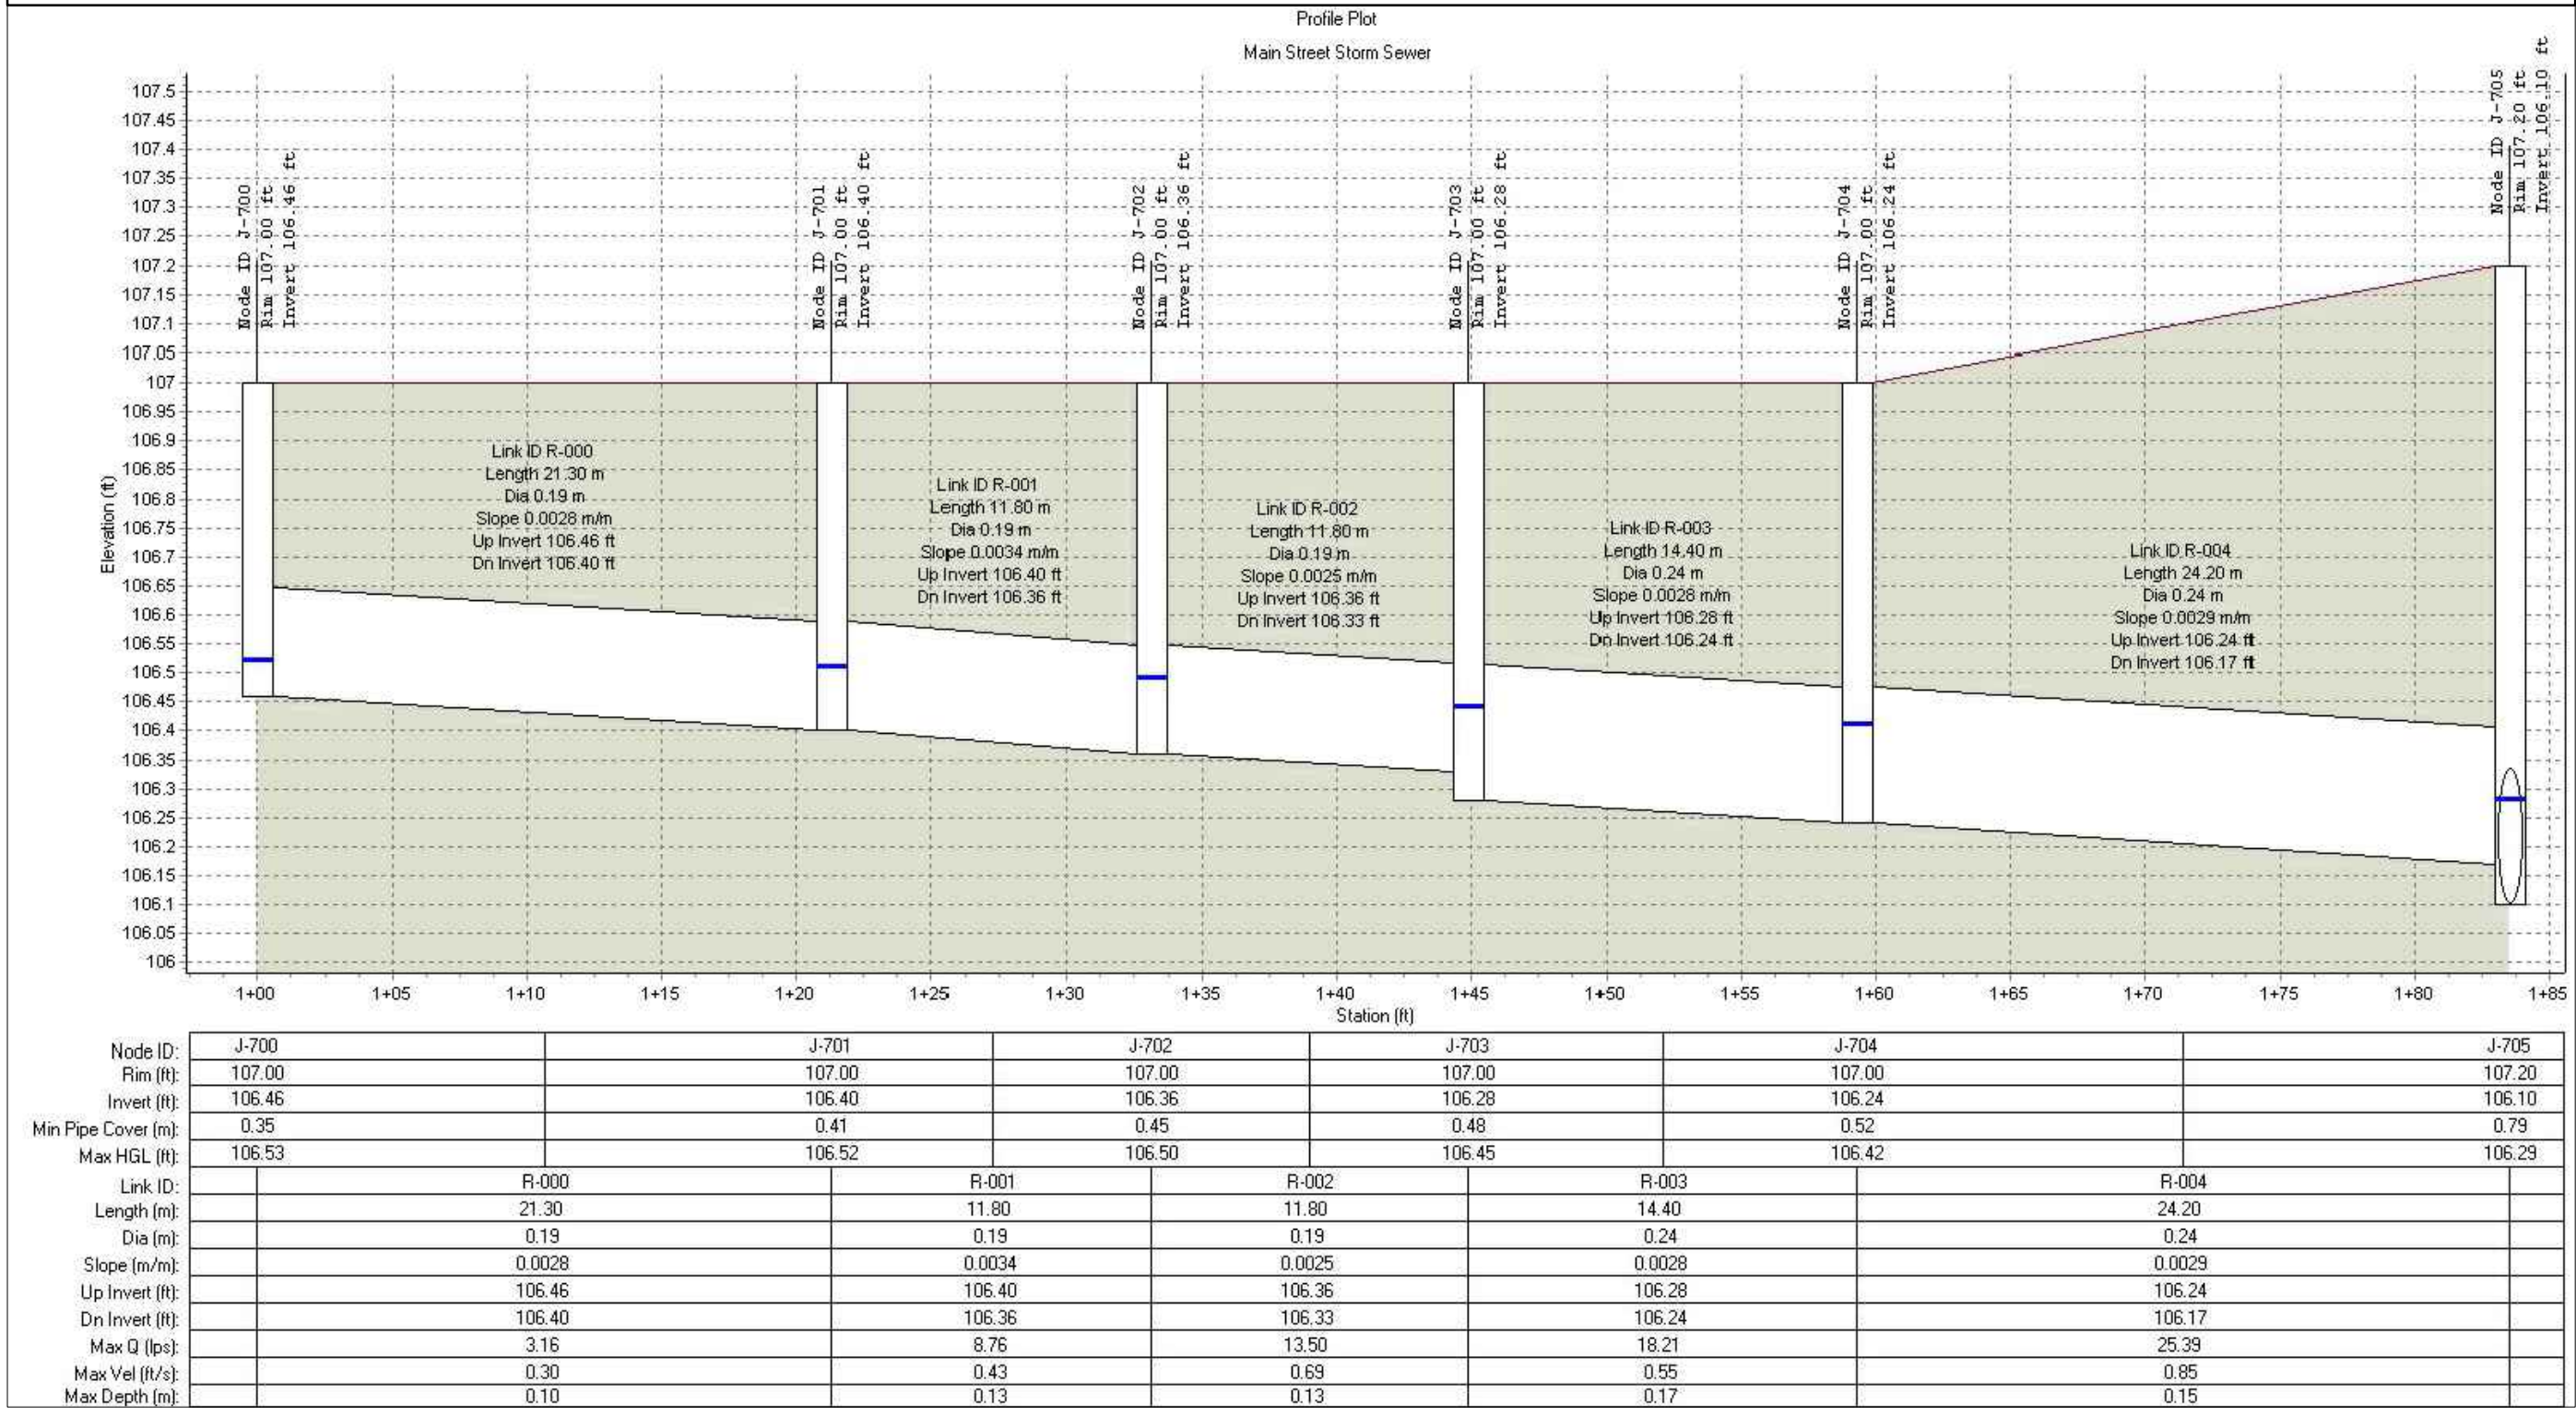 Profile Plot
Main Street Storm Sewer
Node ID J-700
Rim 107.00 ft
Invert 106.46 ft
Node ID J-701
Rim 107.00 ft
Invert 106.40 ft
Node ID J-702
Rim 107.00 ft
Invert 106.36 ft
Node ID J-703
Rim 107.00 ft
Invert 106.28 ft
Node ID J-704
Rim 107.00 ft
Invert 106.24 ft
Node ID J-705
Rim 107.20 ft
Invert 106.10 ft
107.5
107.45
107.4
107.35
107.3
107.25
107.2
107.15
107.1
107.05
107
106.95
106.9
106.85
106.8
106.75
106.7
106.65
106.6
106.55
106.5
106.45
106.4
106.35
106.3
106.25
106.2
106.15
106.1
106.05
106
Elevation (ft)
Link ID R-000
Length 21.30 m
Dia 0.19 m
Slope 0.0028 m/m
Up Invert 106.46 ft
Dn Invert 106.40 ft
Link ID R-001
Length 11.80 m
Dia 0.19 m
Slope 0.0034 m/m
Up Invert 106.40 ft
Dn Invert 106.36 ft
Link ID R-002
Length 11.80 m
Dia 0.19 m
Slope 0.0025 m/m
Up Invert 106.36 ft
Dn Invert 106.33 ft
Link ID R-003
Length 14.40 m
Dia 0.24 m
Slope 0.0028 m/m
Up Invert 106.28 ft
Dn Invert 106.24 ft
Link ID R-004
Length 24.20 m
Dia 0.24 m
Slope 0.0029 m/m
Up Invert 106.24 ft
Dn Invert 106.17 ft
1+00 1+05 1+10 1+15 1+20 1+25 1+30 1+35 1+40 1+45 1+50 1+55 1+60 1+65 1+70 1+75 1+80 1+85
Station (ft)
Node ID: J-700 J-701 J-702 J-703 J-704 J-705
Rim (ft): 107.00 107.00 107.00 107.00 107.00 107.20
Invert (ft): 106.46 106.40 106.36 106.28 106.24 106.10
Min Pipe Cover (m): 0.35 0.41 0.45 0.48 0.52 0.79
Max HGL (ft): 106.53 106.52 106.50 106.45 106.42 106.29
Link ID: R-000 R-001 R-002 R-003 R-004
Length (m): 21.30 11.80 11.80 14.40 24.20
Dia (m): 0.19 0.19 0.19 0.24 0.24
Slope (m/m): 0.0028 0.0034 0.0025 0.0028 0.0029
Up Invert (ft): 106.46 106.40 106.36 106.28 106.24
Dn Invert (ft): 106.40 106.36 106.33 106.24 106.17
Max Q (lps): 3.16 8.76 13.50 18.21 25.39
Max Vel (ft/s): 0.30 0.43 0.69 0.55 0.85
Max Depth (m): 0.10 0.13 0.13 0.17 0.15